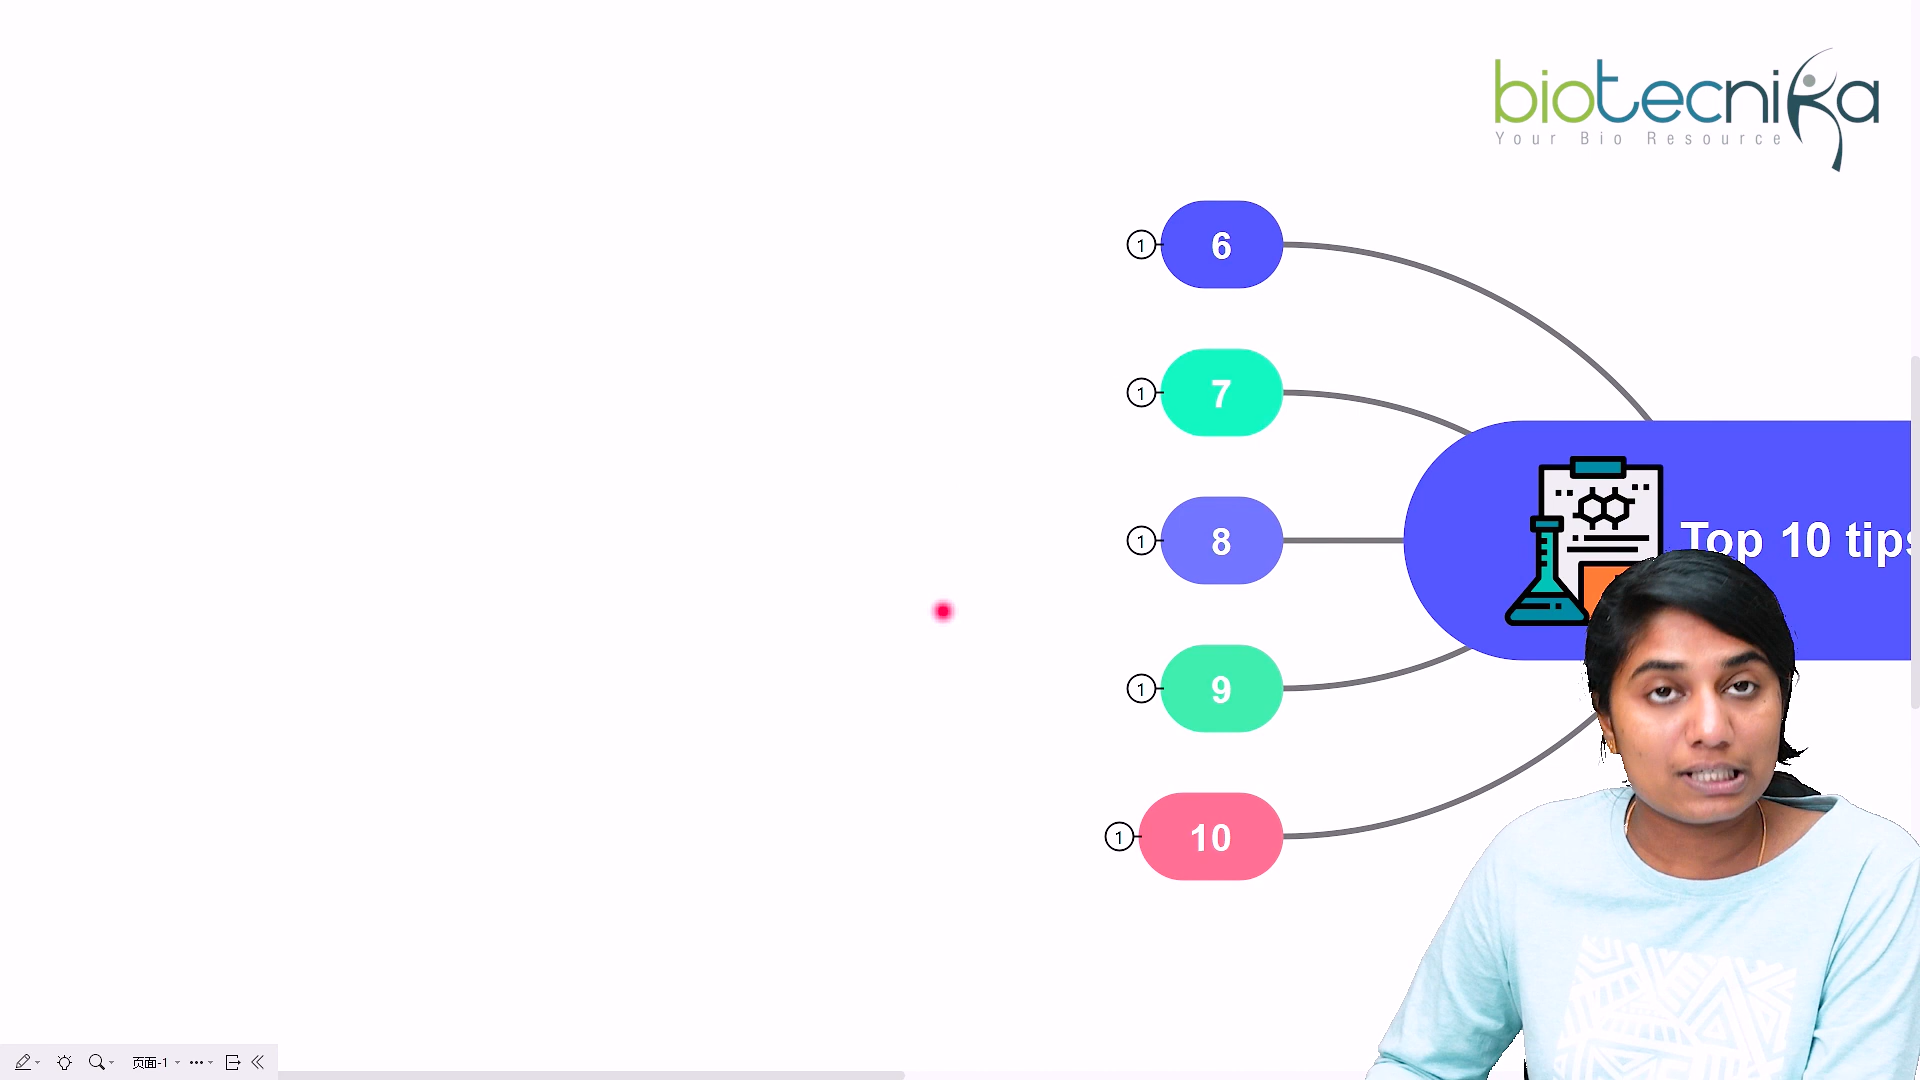 biotecnika
Your Bio Resource
1 6
1 7
1 8
1 9
1 10
Top 10 tips
页面-1